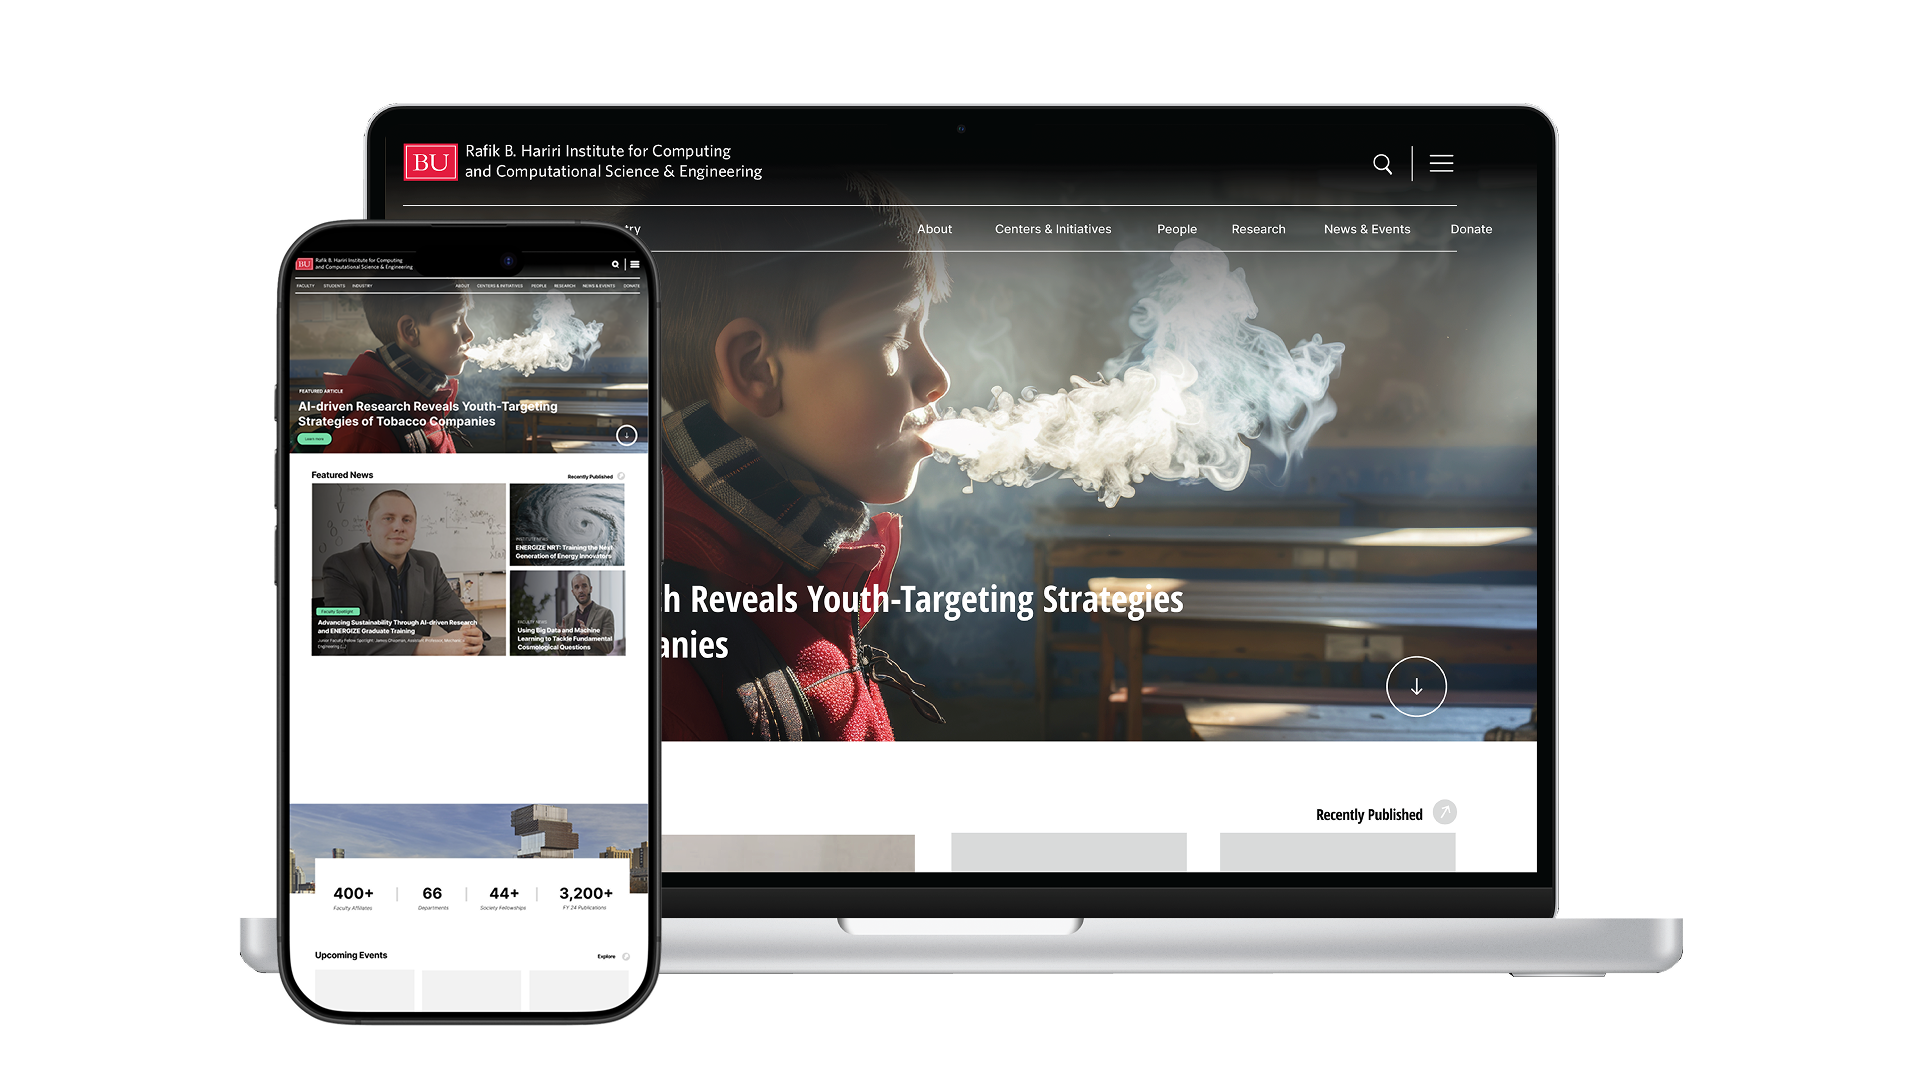 BU
Rafik B. Hariri Institute for Computing
and Computational Science & Engineering
try
About
Centers & Initiatives
People
Research
News & Events
Donate
h Reveals Youth-Targeting Strategies
anies
Recently Published
BU
Rafik B. Hariri Institute for Computing
and Computational Science & Engineering
FACULTY
STUDENTS
INDUSTRY
ABOUT
CENTERS & INITIATIVES
PEOPLE
RESEARCH
NEWS & EVENTS
DONATE
FEATURED ARTICLE
AI-driven Research Reveals Youth-Targeting
Strategies of Tobacco Companies
Learn more
Featured News
Recently Published
Faculty Spotlight
Advancing Sustainability Through AI-driven Research
and ENERGIZE Graduate Training
Junior Faculty Fellow Spotlight: James Chapman, Assistant Professor, Mechanical
Engineering [...]
INSTITUTE NEWS
ENERGIZE NRT: Training the Next
Generation of Energy Innovators
FACULTY NEWS
Using Big Data and Machine
Learning to Tackle Fundamental
Cosmological Questions
400+
Faculty Affiliates
66
Departments
44+
Society Fellowships
3,200+
FY 24 Publications
Upcoming Events
Explore